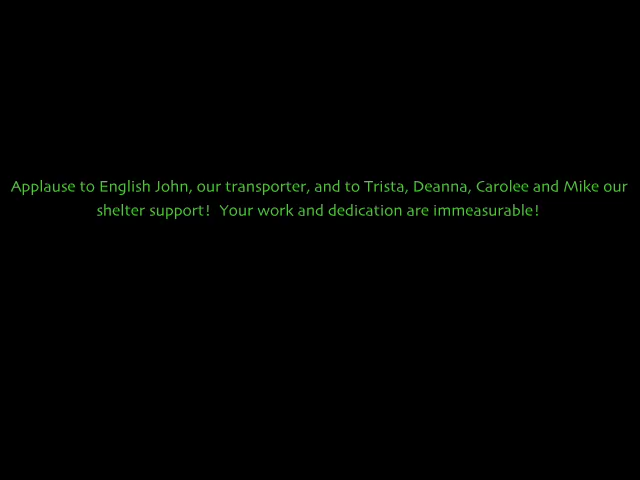 Applause to English John, our transporter, and to Trista, Deanna, Carolee and Mike our
shelter support!  Your work and dedication are immeasurable!